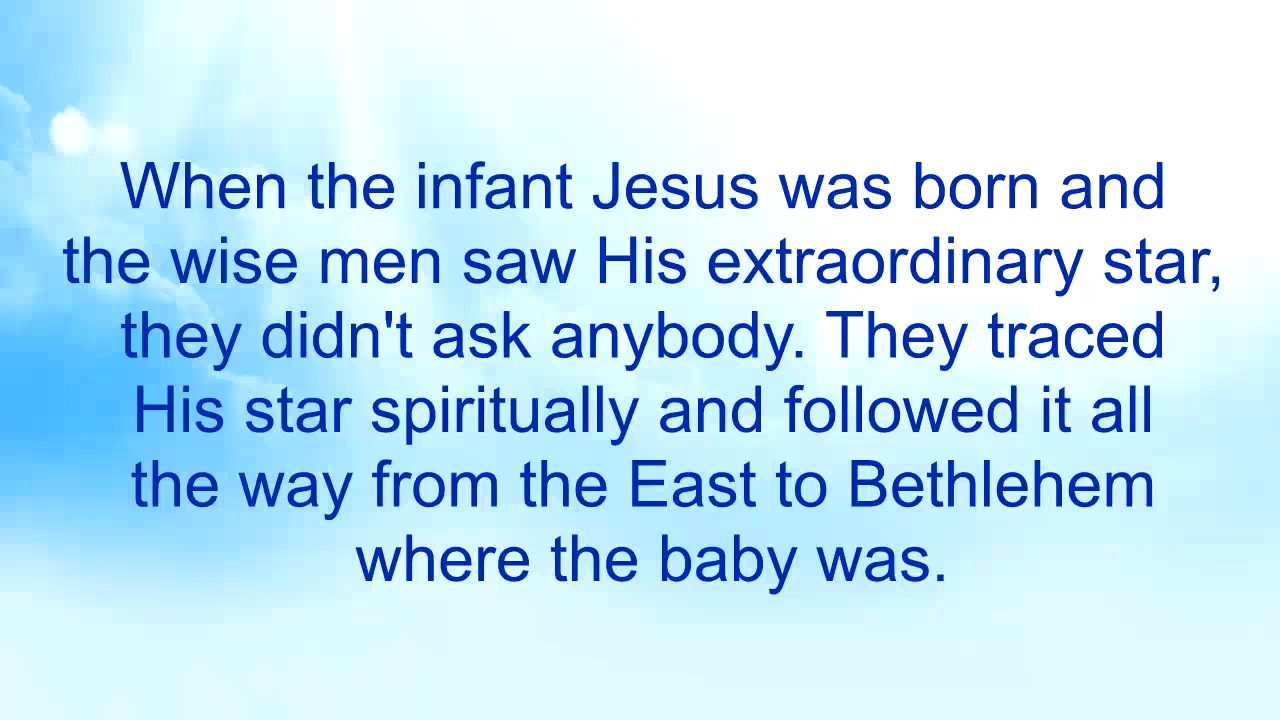 When the infant Jesus was born and
the wise men saw His extraordinary star,
they didn't ask anybody. They traced
His star spiritually and followed it all
the way from the East to Bethlehem
where the baby was.